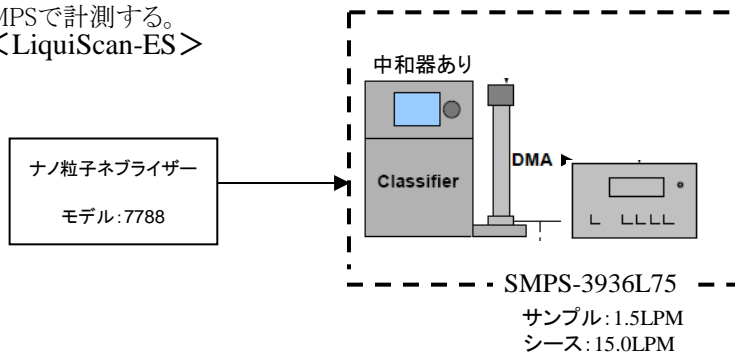 MPSで計測する。
＜LiquiScan-ES＞
中和器あり
ナノ粒子ネブライザー
モデル：7788
Classifier
DMA
SMPS-3936L75
サンプル：1.5LPM
シース：15.0LPM